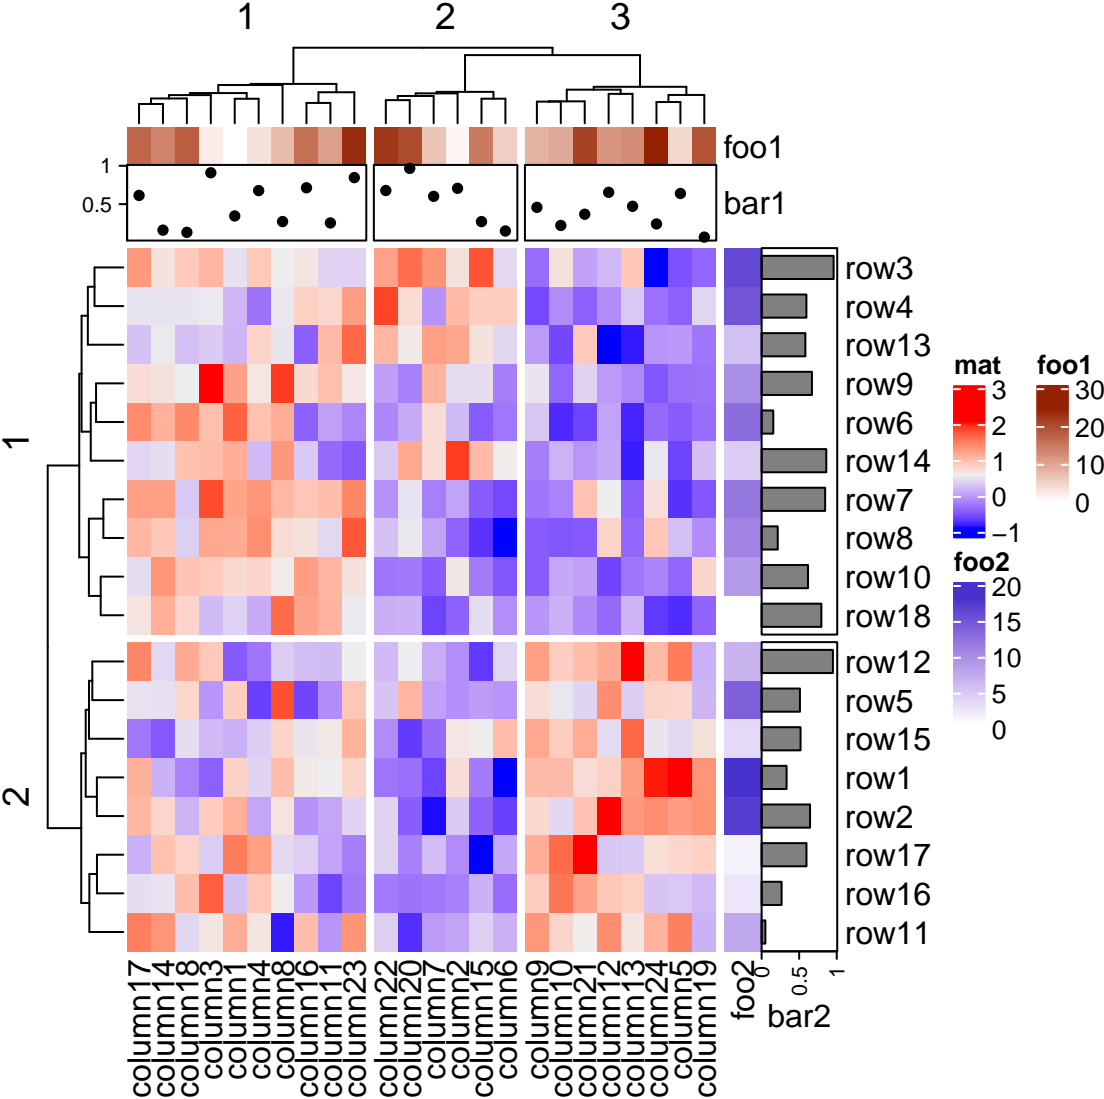 1 2 3
foo1
1
0.5
bar1
1
2
row3
row4
row13
row9
row6
row14
row7
row8
row10
row18
row12
row5
row15
row1
row2
row17
row16
row11
column17
column14
column18
column3
column1
column4
column8
column16
column11
column23
column22
column20
column7
column2
column15
column6
column9
column10
column21
column12
column13
column24
column5
column19
foo2
0
0.5
1
bar2
mat
3
2
1
0
−1
foo1
30
20
10
0
foo2
20
15
10
5
0